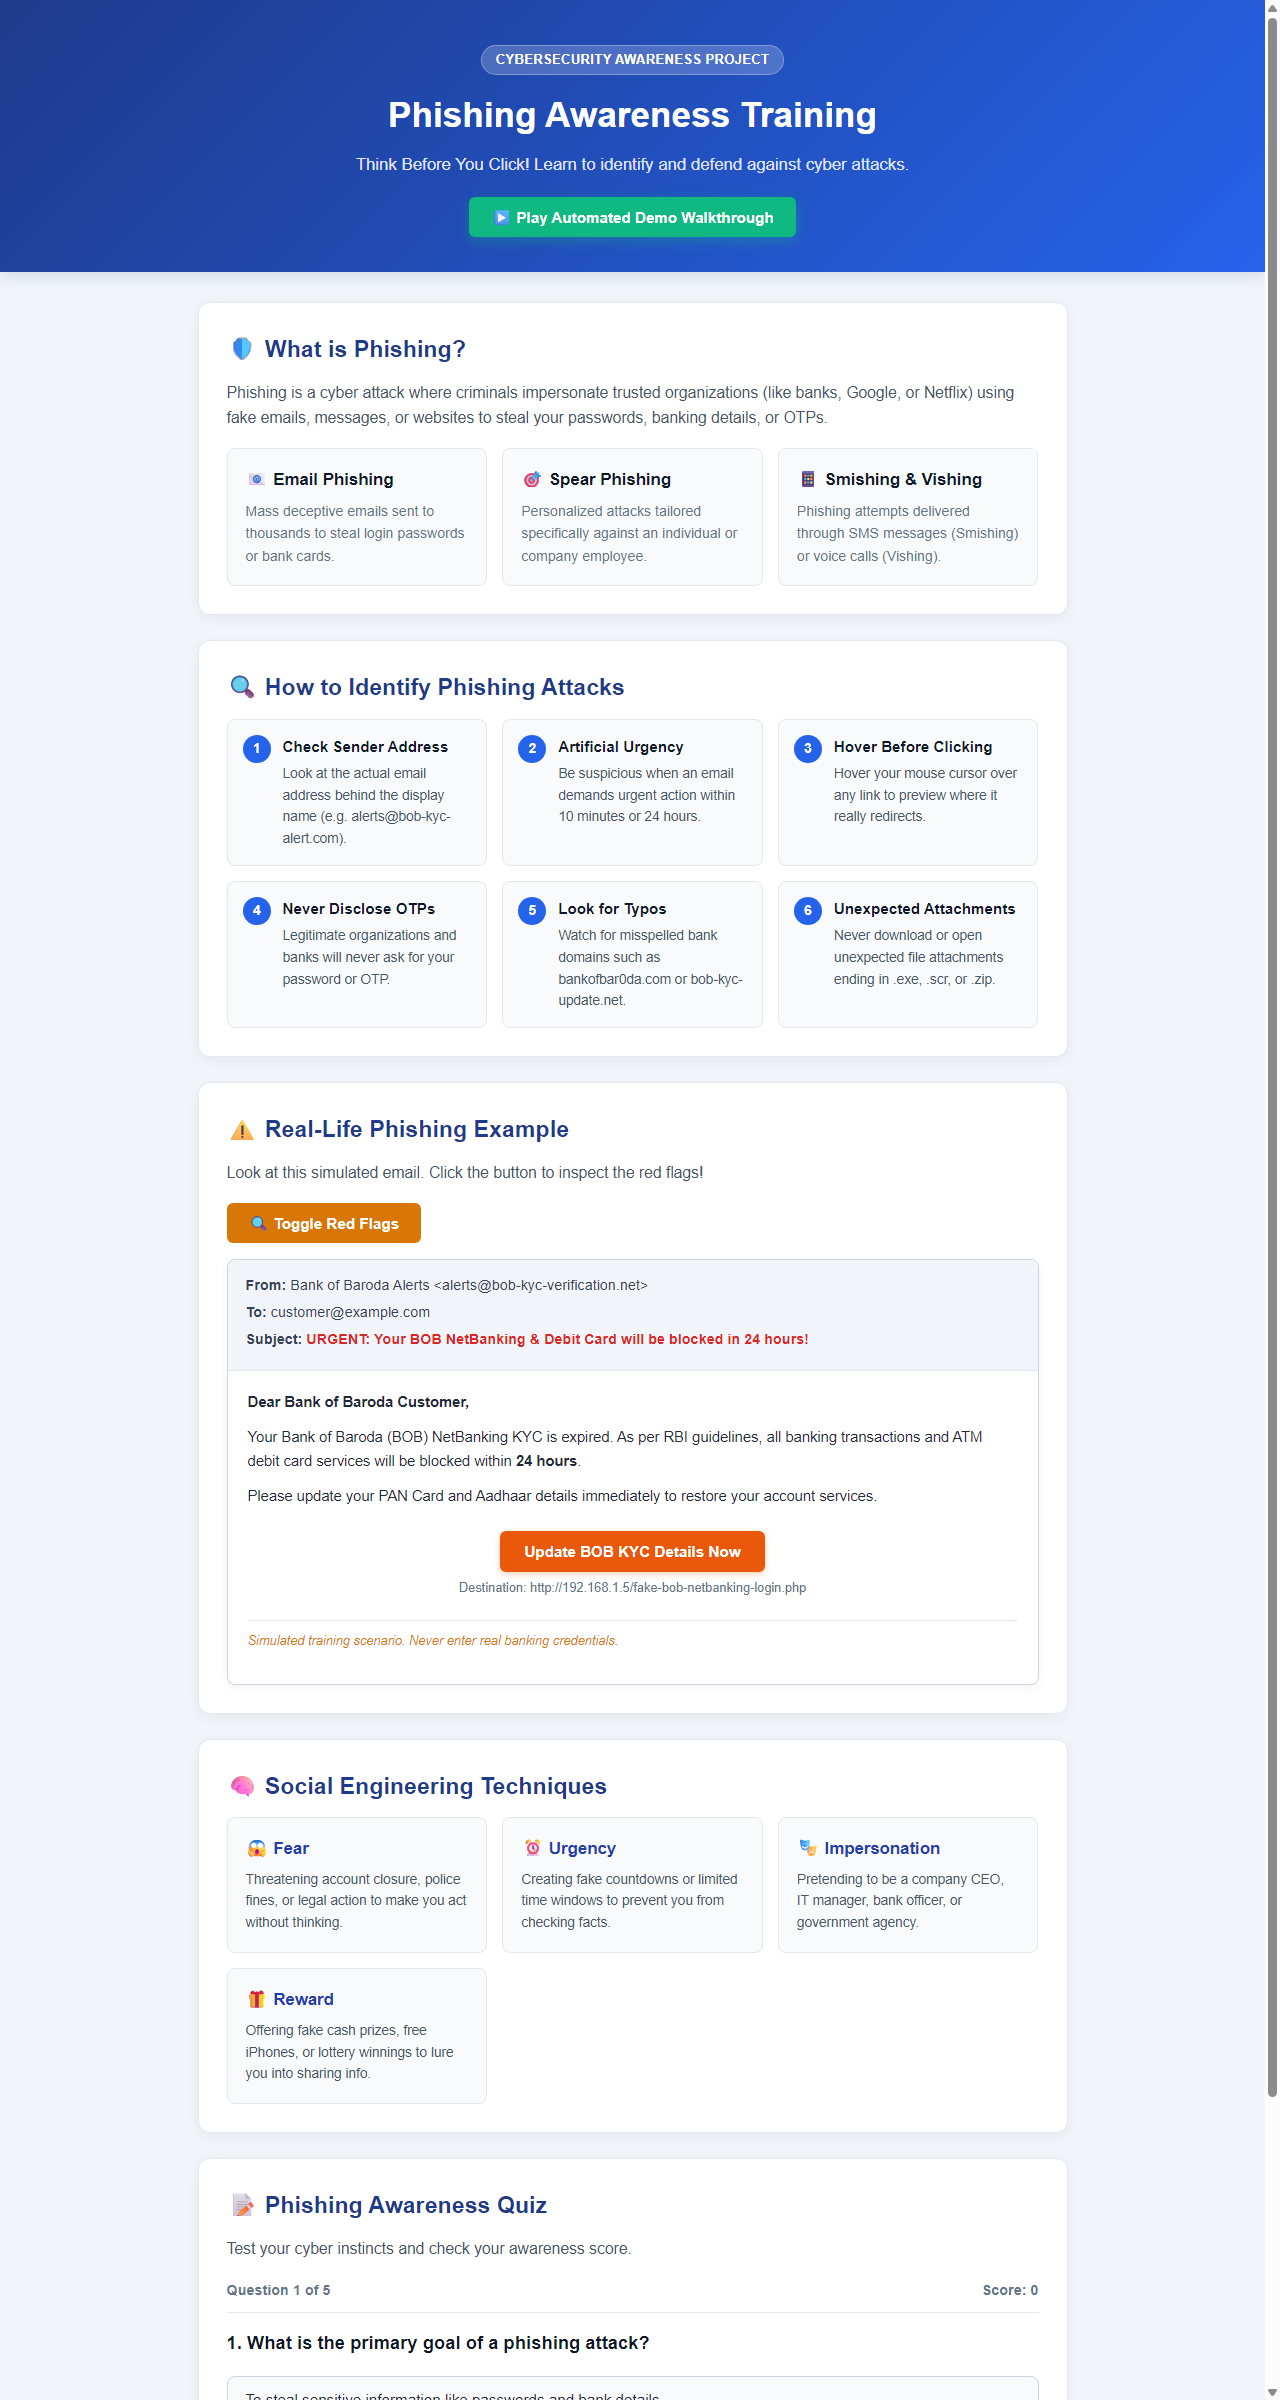 CYBERSECURITY AWARENESS PROJECT
Phishing Awareness Training
Think Before You Click! Learn to identify and defend against cyber attacks.
Play Automated Demo Walkthrough
What is Phishing?
Phishing is a cyber attack where criminals impersonate trusted organizations (like banks, Google, or Netflix) using
fake emails, messages, or websites to steal your passwords, banking details, or OTPs.
Email Phishing
Mass deceptive emails sent to
thousands to steal login passwords
or bank cards.
Spear Phishing
Personalized attacks tailored
specifically against an individual or
company employee.
Smishing & Vishing
Phishing attempts delivered
through SMS messages (Smishing)
or voice calls (Vishing).
How to Identify Phishing Attacks
1 Check Sender Address
Look at the actual email
address behind the display
name (e.g. alerts@bob-kyc-
alert.com).
2 Artificial Urgency
Be suspicious when an email
demands urgent action within
10 minutes or 24 hours.
3 Hover Before Clicking
Hover your mouse cursor over
any link to preview where it
really redirects.
4 Never Disclose OTPs
Legitimate organizations and
banks will never ask for your
password or OTP.
5 Look for Typos
Watch for misspelled bank
domains such as
bankofbar0da.com or bob-kyc-
update.net.
6 Unexpected Attachments
Never download or open
unexpected file attachments
ending in .exe, .scr, or .zip.
Real-Life Phishing Example
Look at this simulated email. Click the button to inspect the red flags!
Toggle Red Flags
From: Bank of Baroda Alerts <alerts@bob-kyc-verification.net>
To: customer@example.com
Subject: URGENT: Your BOB NetBanking & Debit Card will be blocked in 24 hours!
Dear Bank of Baroda Customer,
Your Bank of Baroda (BOB) NetBanking KYC is expired. As per RBI guidelines, all banking transactions and ATM
debit card services will be blocked within 24 hours.
Please update your PAN Card and Aadhaar details immediately to restore your account services.
Update BOB KYC Details Now
Destination: http://192.168.1.5/fake-bob-netbanking-login.php
Simulated training scenario. Never enter real banking credentials.
Social Engineering Techniques
Fear
Threatening account closure, police
fines, or legal action to make you act
without thinking.
Urgency
Creating fake countdowns or limited
time windows to prevent you from
checking facts.
Impersonation
Pretending to be a company CEO,
IT manager, bank officer, or
government agency.
Reward
Offering fake cash prizes, free
iPhones, or lottery winnings to lure
you into sharing info.
Phishing Awareness Quiz
Test your cyber instincts and check your awareness score.
Question 1 of 5
Score: 0
1. What is the primary goal of a phishing attack?
To steal sensitive information like passwords and bank details